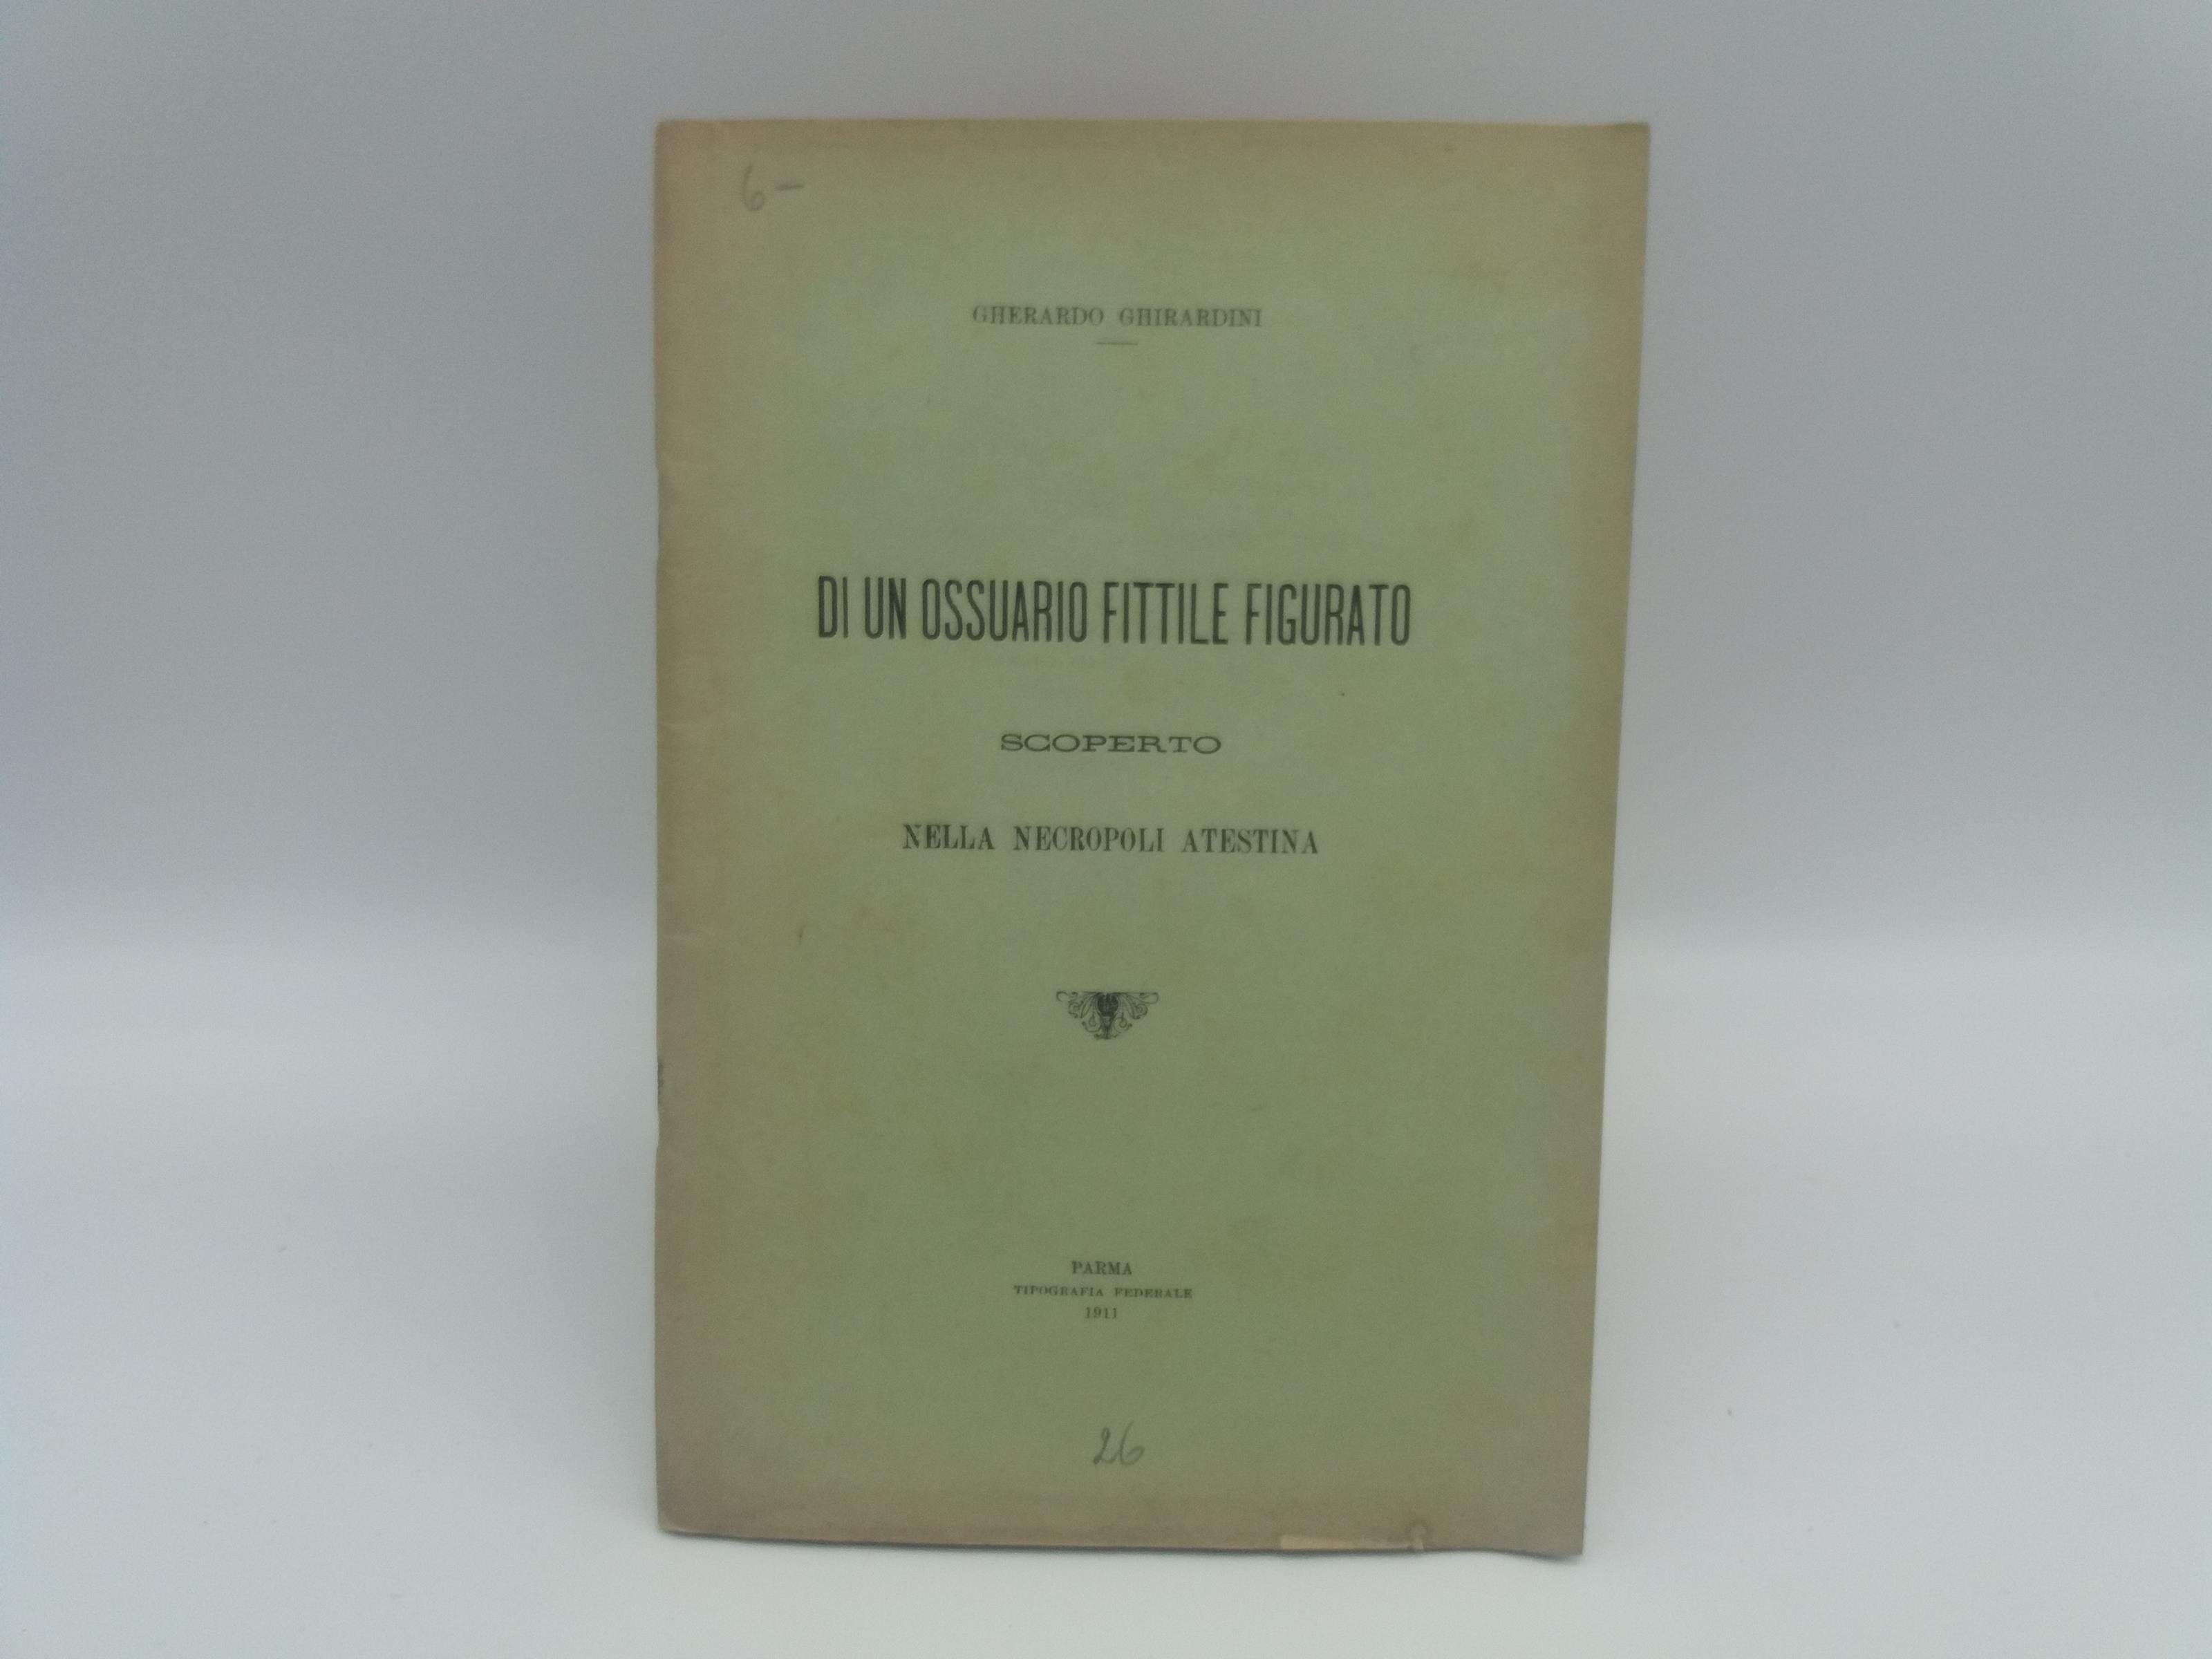 6-
GHERARDO GHIRARDINI
DI UN OSSUARIO FITTILE FIGURATO
SCOPERTO
NELLA NECROPOLI ATESTINA
PARMA
TIPOGRAFIA FEDERALE
1911
26